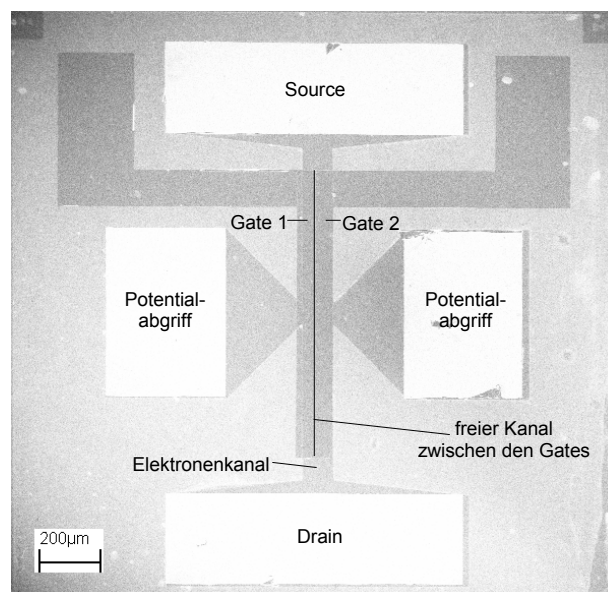 Source
Gate 1
Gate 2
Potential-
abgriff
Potential-
abgriff
freier Kanal
zwischen den Gates
Elektronenkanal
Drain
200µm